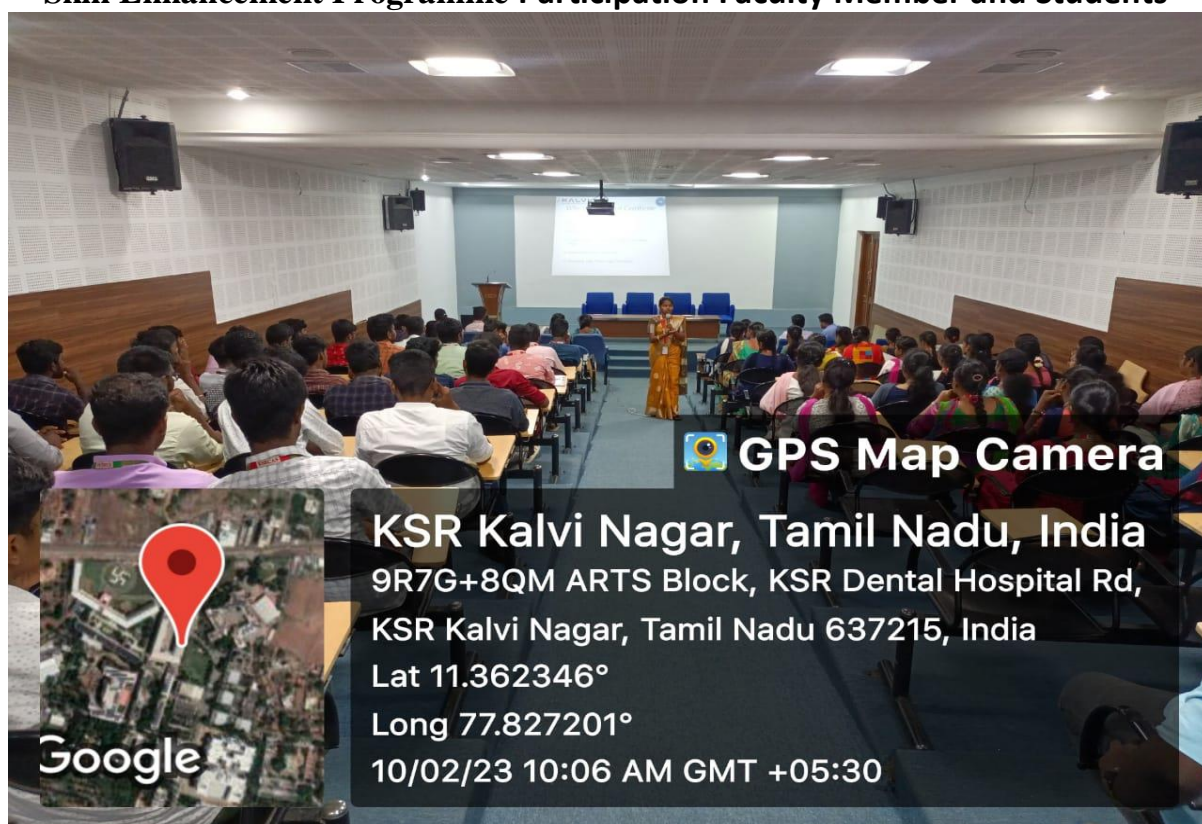 Skill Enhancement Programme Participation Faculty Member and Students
KALVI
GPS Map Camera
KSR Kalvi Nagar, Tamil Nadu, India
9R7G+8QM ARTS Block, KSR Dental Hospital Rd,
KSR Kalvi Nagar, Tamil Nadu 637215, India
Lat 11.362346°
Long 77.827201°
10/02/23 10:06 AM GMT +05:30
Google